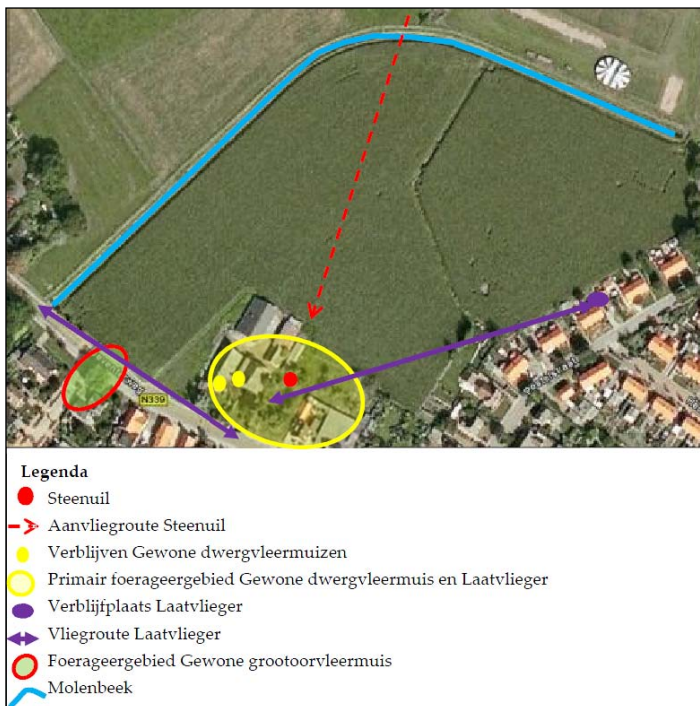 N339
Legenda
Steenuil
Aanvliegroute Steenuil
Verblijven Gewone dwergvleermuizen
Primair foerageergebied Gewone dwergvleermuis en Laatvlieger
Verblijfplaats Laatvlieger
Vliegroute Laatvlieger
Foerageergebied Gewone grootoorvleermuis
Molenbeek